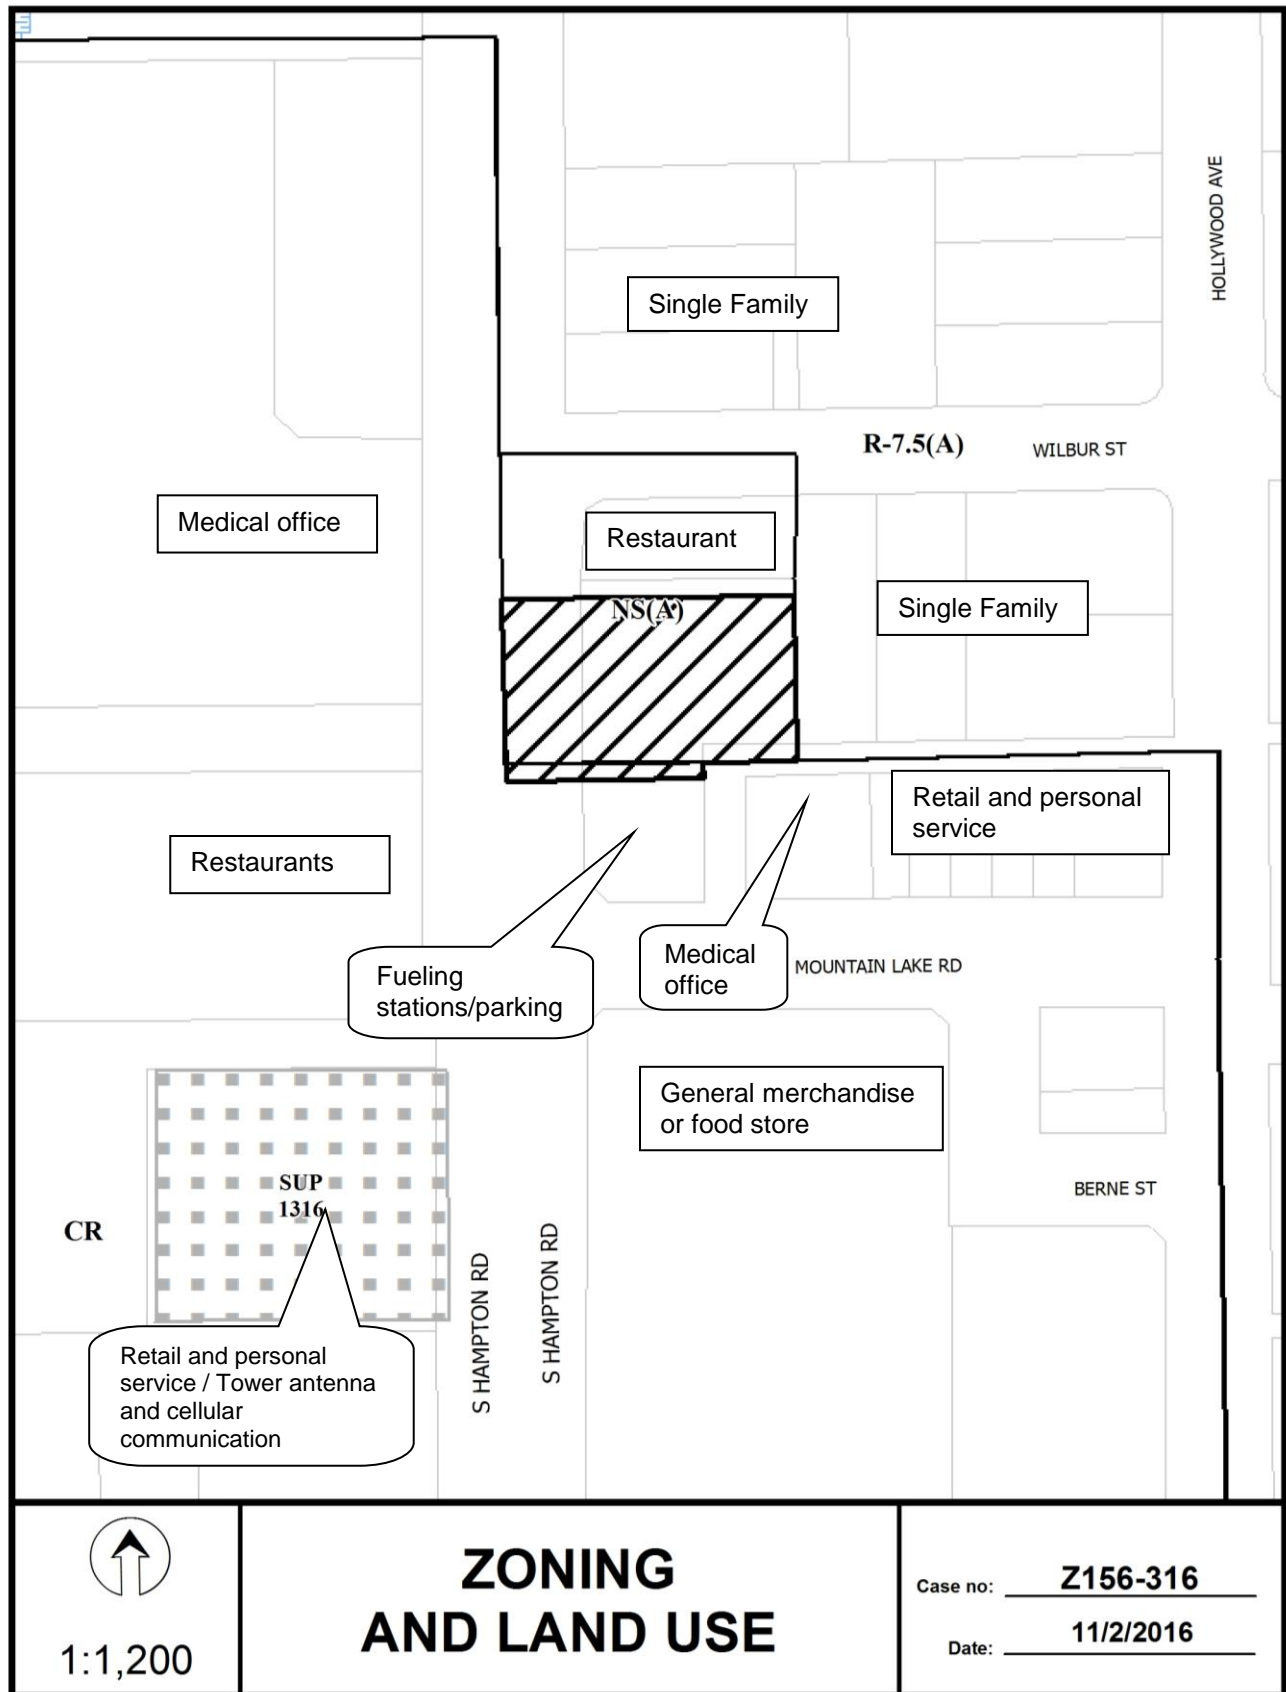 HOLLYWOOD AVE
Single Family
R-7.5(A)
WILBUR ST
Medical office
Restaurant
NS(A)
Single Family
Retail and personal
service
Restaurants
Fueling
stations/parking
Medical
office
MOUNTAIN LAKE RD
General merchandise
or food store
SUP
1316
BERNE ST
CR
S HAMPTON RD
S HAMPTON RD
Retail and personal
service / Tower antenna
and cellular
communication
1:1,200
ZONING
AND LAND USE
Case no: Z156-316
Date: 11/2/2016